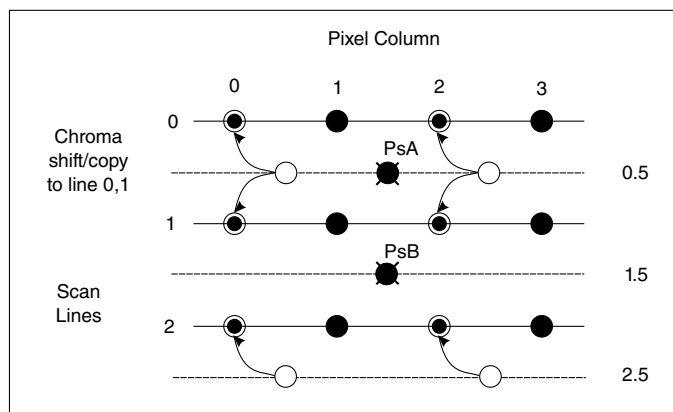 Pixel Column
0 1 2 3
0
Chroma
shift/copy
to line 0,1
PsA
0.5
1
PsB
1.5
Scan
Lines
2
2.5